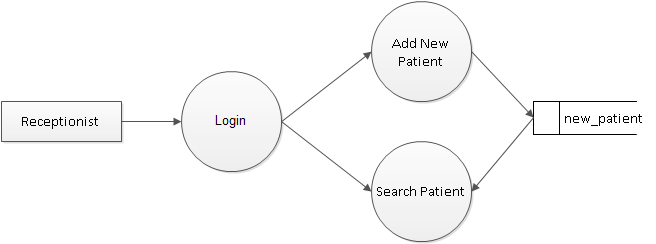 Receptionist
Login
Add New
Patient
Search Patient
new_patient